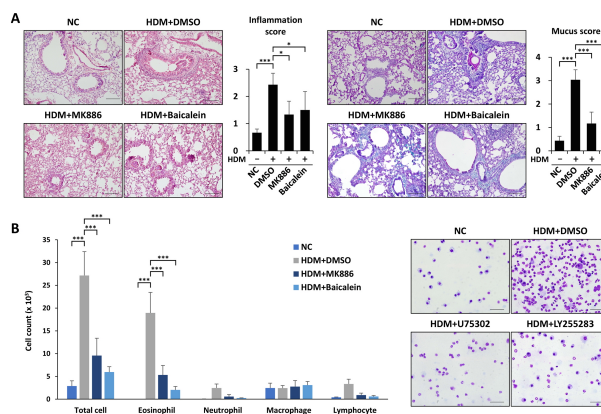 A
NC
HDM+DMSO
HDM+MK886
HDM+Baicalein
Inflammation
score
***
*
*
3
2
1
0
HDM
−
+
+
+
NC
DMSO
MK886
Baicalein
NC
HDM+DMSO
HDM+MK886
HDM+Baicalein
Mucus score
***
***
***
4
3
2
1
0
HDM
−
+
+
+
NC
DMSO
MK886
Baicalein
B
Cell count (x 10⁵)
35
30
25
20
15
10
5
0
***
***
***
***
***
***
NC
HDM+DMSO
HDM+MK886
HDM+Baicalein
Total cell
Eosinophil
Neutrophil
Macrophage
Lymphocyte
NC
HDM+DMSO
HDM+U75302
HDM+LY255283